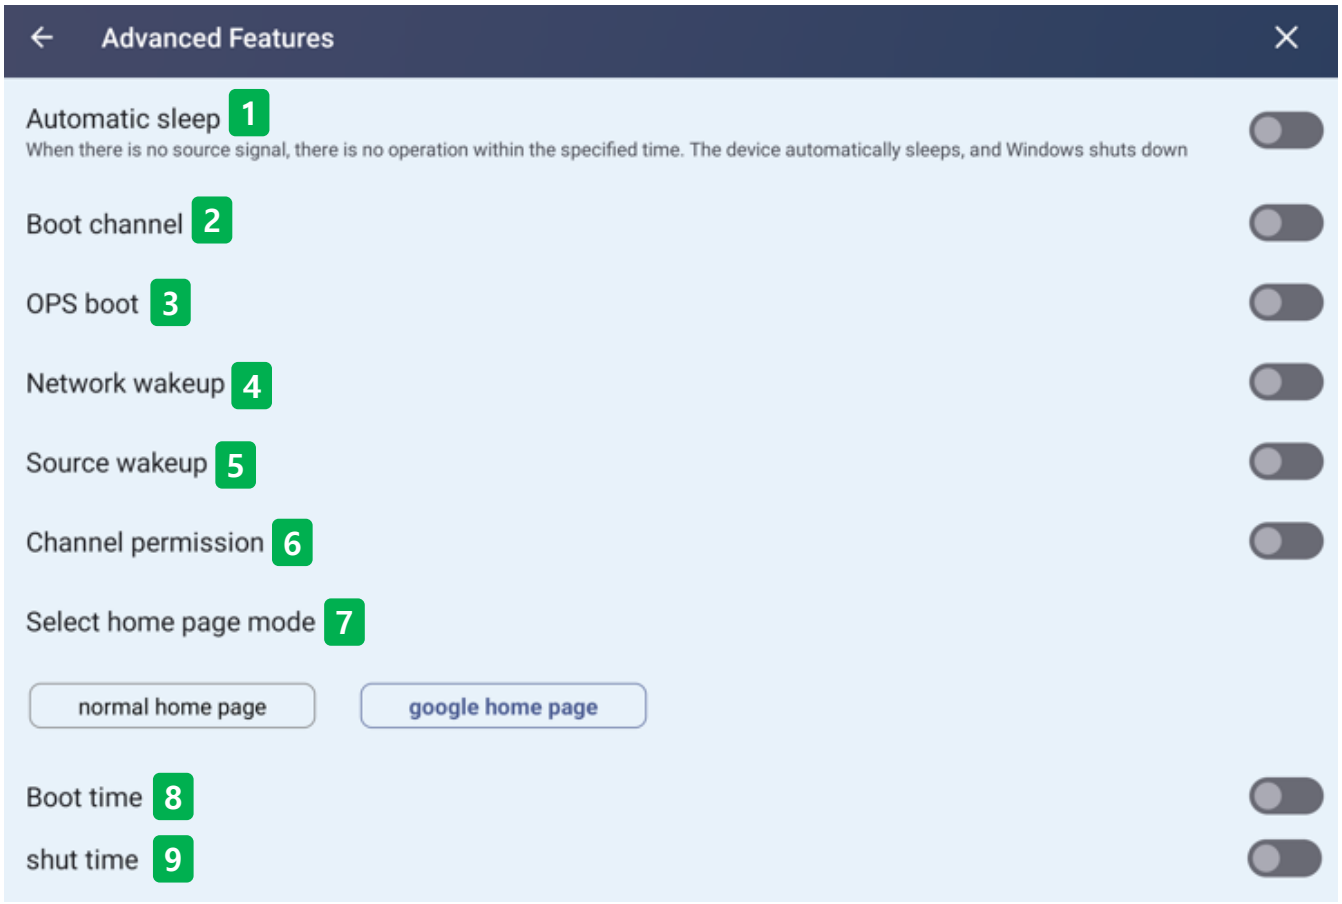 Advanced Features
Automatic sleep 1
When there is no source signal, there is no operation within the specified time. The device automatically sleeps, and Windows shuts down
Boot channel 2
OPS boot 3
Network wakeup 4
Source wakeup 5
Channel permission 6
Select home page mode 7
normal home page google home page
Boot time 8
shut time 9